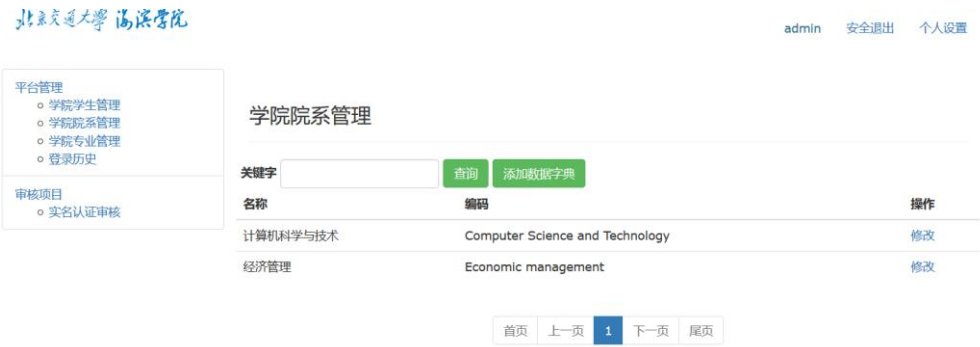 北京交通大學 海滨学院
admin 安全退出 个人设置
平台管理
学院学生管理
学院院系管理
学院专业管理
登录历史
审核项目
实名认证审核
学院院系管理
关键字 查询 添加数据字典
名称 编码 操作
计算机科学与技术 Computer Science and Technology 修改
经济管理 Economic management 修改
首页 上一页 1 下一页 尾页